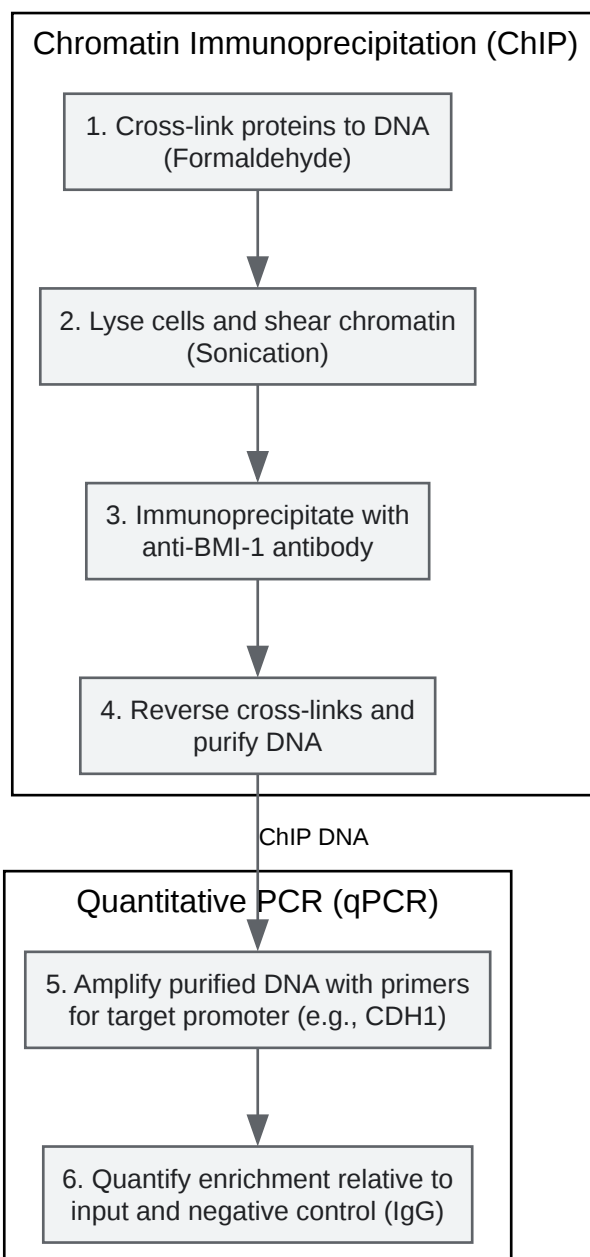 Chromatin Immunoprecipitation (ChIP)
1. Cross-link proteins to DNA
(Formaldehyde)
2. Lyse cells and shear chromatin
(Sonication)
3. Immunoprecipitate with
anti-BMI-1 antibody
4. Reverse cross-links and
purify DNA
ChIP DNA
Quantitative PCR (qPCR)
5. Amplify purified DNA with primers
for target promoter (e.g., CDH1)
6. Quantify enrichment relative to
input and negative control (IgG)